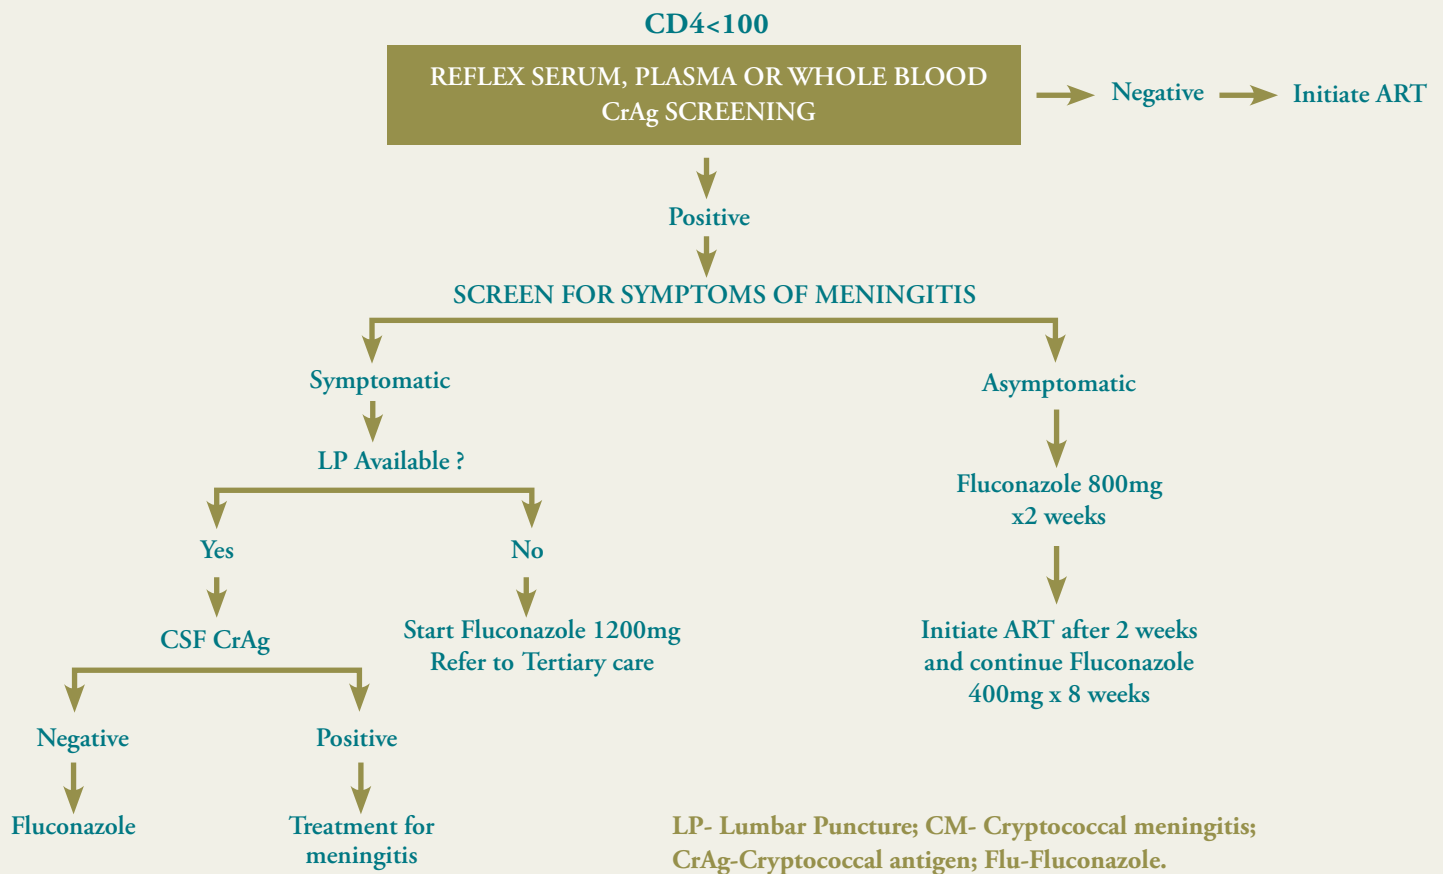 CD4<100
REFLEX SERUM, PLASMA OR WHOLE BLOOD
CrAg SCREENING
Negative
Initiate ART
Positive
SCREEN FOR SYMPTOMS OF MENINGITIS
Symptomatic
Asymptomatic
LP Available ?
Fluconazole 800mg
x2 weeks
Yes
No
CSF CrAg
Start Fluconazole 1200mg
Refer to Tertiary care
Initiate ART after 2 weeks
and continue Fluconazole
400mg x 8 weeks
Negative
Positive
Fluconazole
Treatment for
meningitis
LP- Lumbar Puncture; CM- Cryptococcal meningitis;
CrAg-Cryptococcal antigen; Flu-Fluconazole.